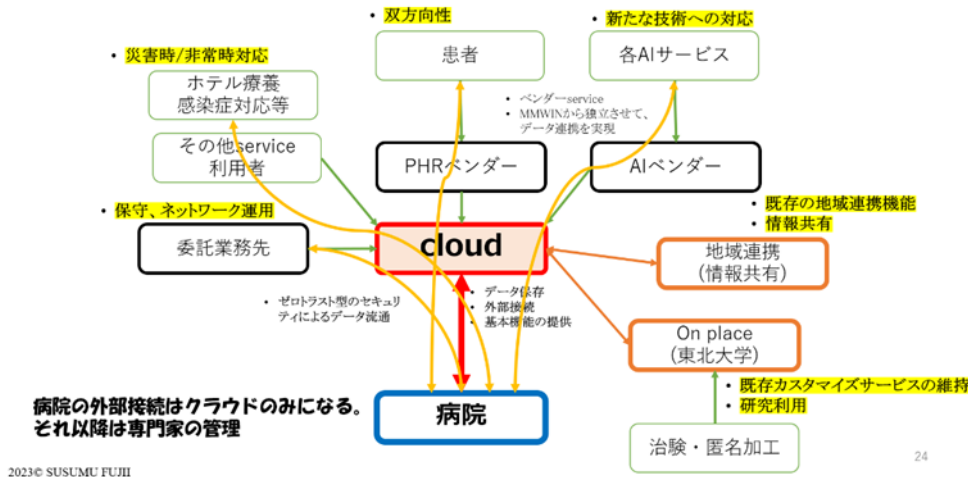 • 双方向性
• 新たな技術への対応
患者
各AIサービス
• 災害時/非常時対応
ホテル療養
感染症対応等
• ベンダーservice
• MMWINから独立させて、
データ連携を実現
その他service
利用者
PHRベンダー
AIベンダー
• 既存の地域連携機能
• 情報共有
• 保守、ネットワーク運用
委託業務先
cloud
地域連携
(情報共有)
• ゼロトラスト型のセキュリ
ティによるデータ流通
• データ保存
• 外部接続
• 基本機能の提供
On place
(東北大学)
• 既存カスタマイズサービスの維持
• 研究利用
病院の外部接続はクラウドのみになる。
それ以降は専門家の管理
病院
治験・匿名加工
24
2023© SUSUMU FUJII